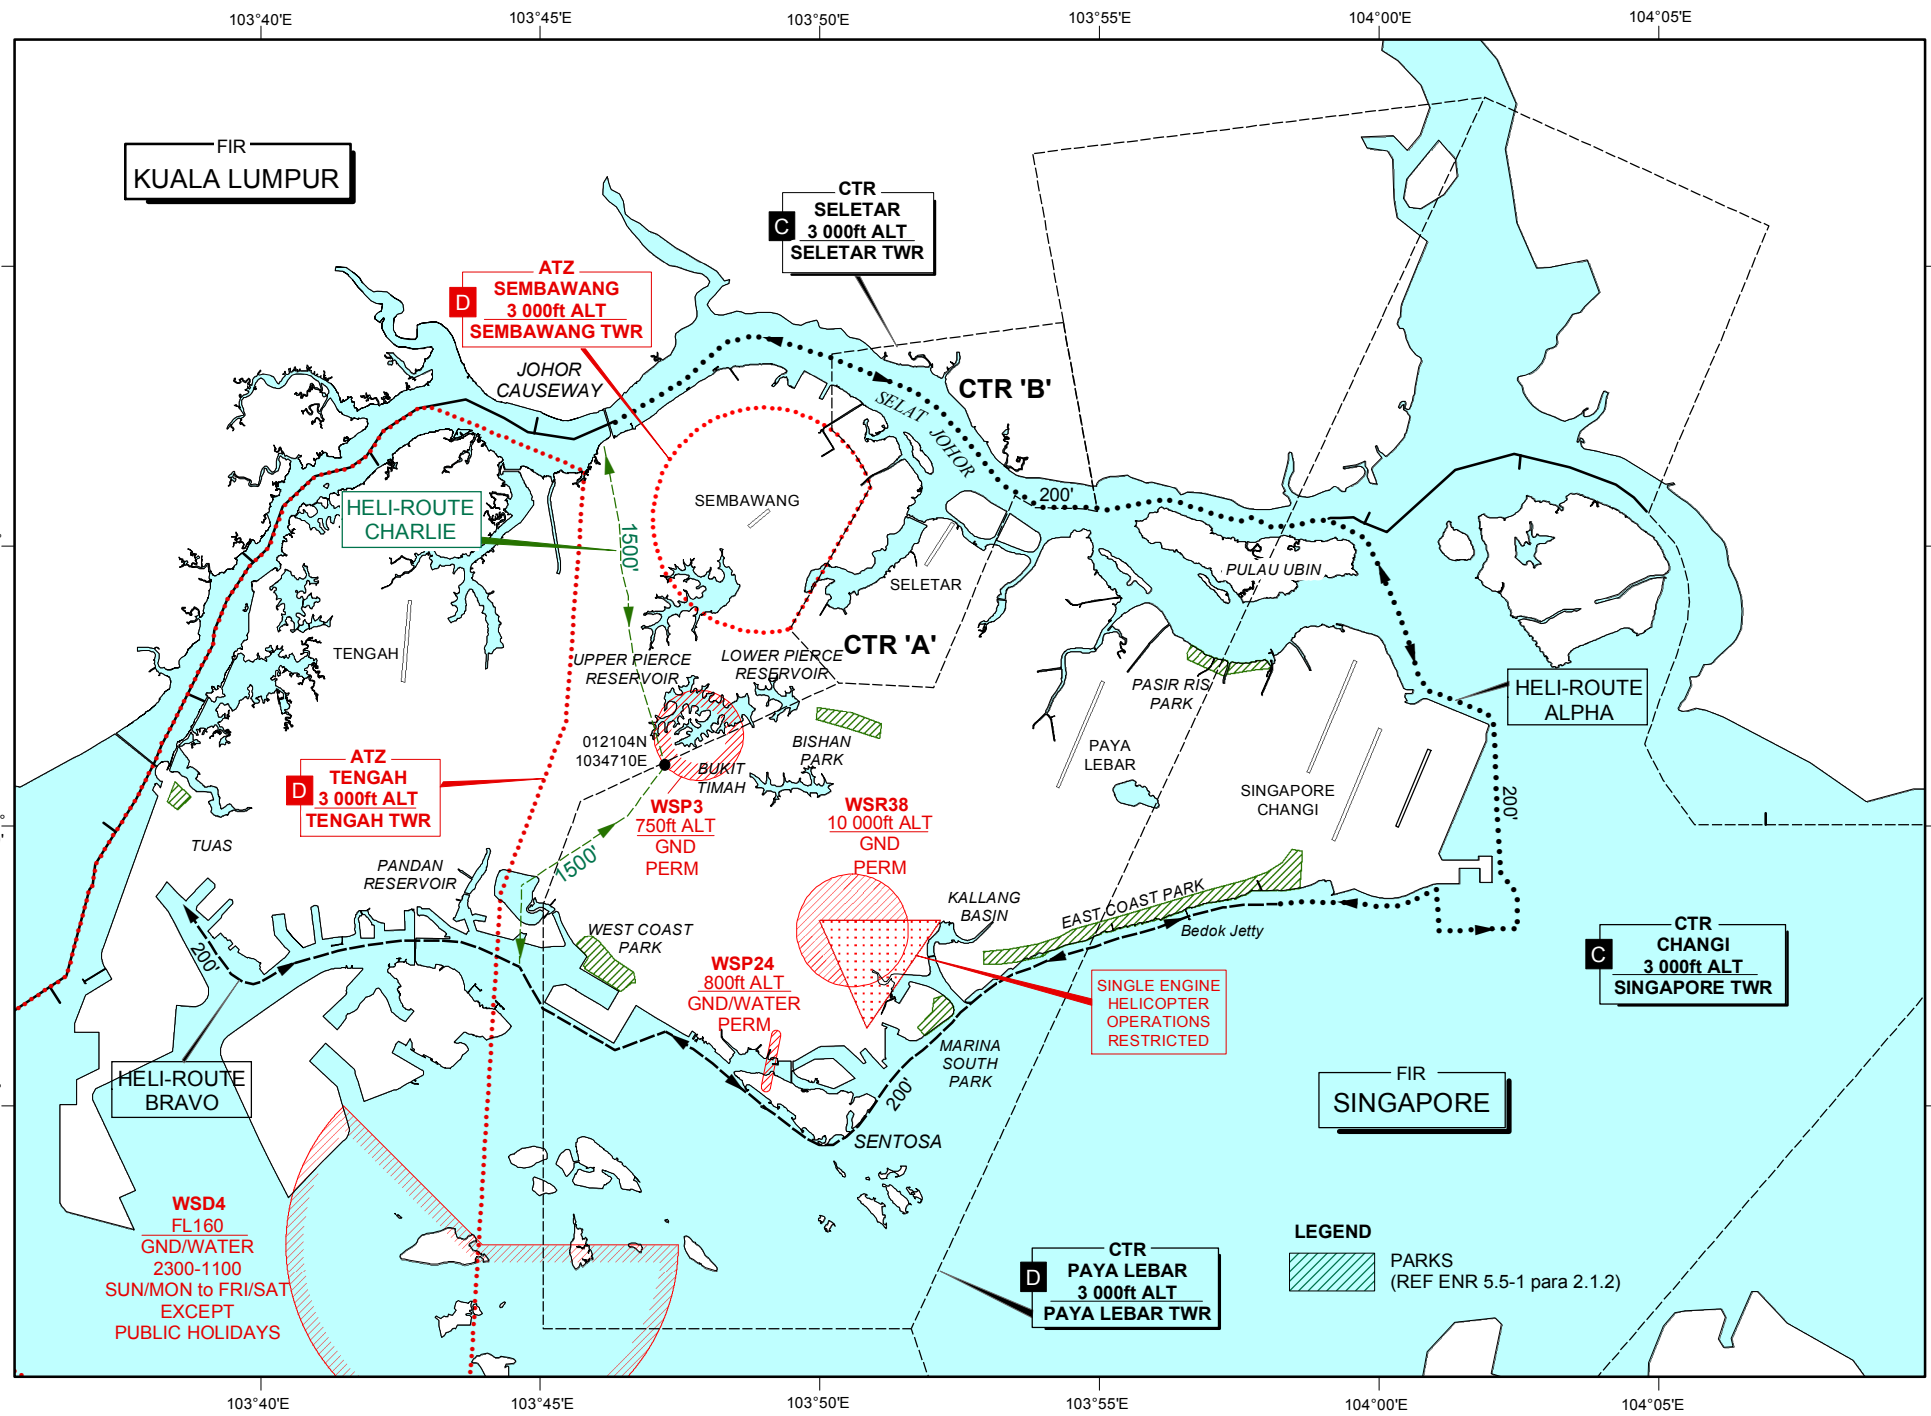 103°40'E
103°45'E
103°50'E
103°55'E
104°00'E
104°05'E
FIR
KUALA LUMPUR
CTR
SELETAR
3 000ft ALT
SELETAR TWR
C
ATZ
SEMBAWANG
3 000ft ALT
SEMBAWANG TWR
D
JOHOR
CAUSEWAY
CTR 'B'
SELAT JOHOR
HELI-ROUTE
CHARLIE
1500'
SEMBAWANG
200'
SELETAR
PULAU UBIN
TENGAH
UPPER PIERCE
RESERVOIR
LOWER PIERCE
RESERVOIR
CTR 'A'
PASIR RIS
PARK
HELI-ROUTE
ALPHA
012104N
1034710E
BUKIT
TIMAH
BISHAN
PARK
PAYA
LEBAR
SINGAPORE
CHANGI
200'
ATZ
TENGAH
3 000ft ALT
TENGAH TWR
D
WSP3
750ft ALT
GND
PERM
WSR38
10 000ft ALT
GND
PERM
TUAS
PANDAN
RESERVOIR
1500'
KALLANG
BASIN
EAST COAST PARK
Bedok Jetty
WEST COAST
PARK
200'
WSP24
800ft ALT
GND/WATER
PERM
SINGLE ENGINE
HELICOPTER
OPERATIONS
RESTRICTED
CTR
CHANGI
3 000ft ALT
SINGAPORE TWR
C
HELI-ROUTE
BRAVO
MARINA
SOUTH
PARK
200'
SENTOSA
FIR
SINGAPORE
WSD4
FL160
GND/WATER
2300-1100
SUN/MON to FRI/SAT
EXCEPT
PUBLIC HOLIDAYS
CTR
PAYA LEBAR
3 000ft ALT
PAYA LEBAR TWR
D
LEGEND
PARKS
(REF ENR 5.5-1 para 2.1.2)
103°40'E
103°45'E
103°50'E
103°55'E
104°00'E
104°05'E